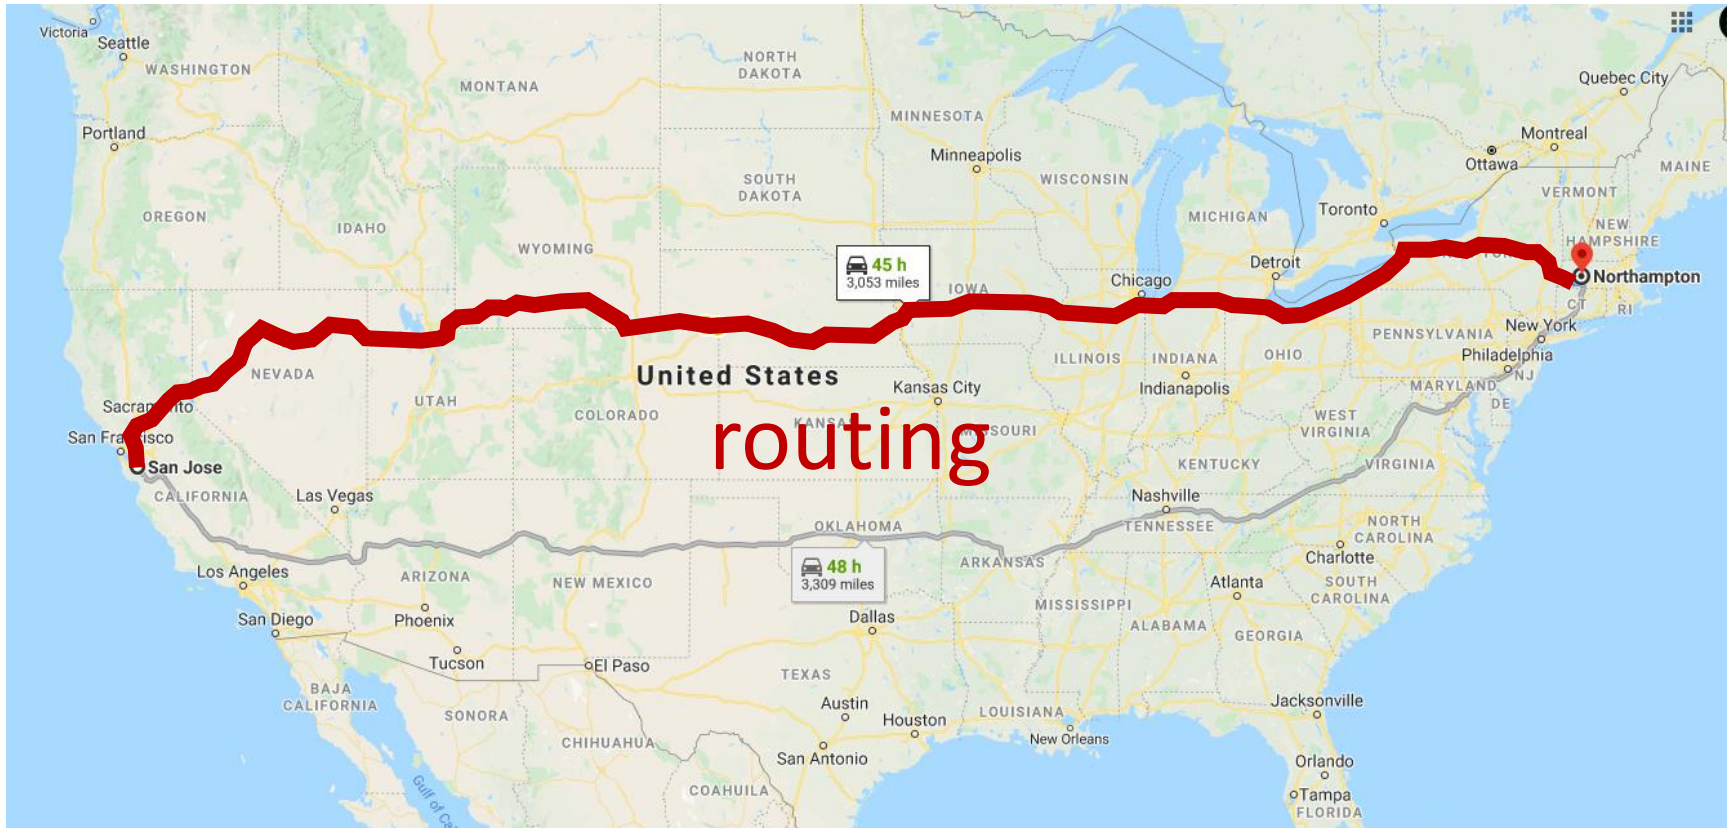 Victoria
Seattle
WASHINGTON
Portland
OREGON
IDAHO
MONTANA
NORTH
DAKOTA
SOUTH
DAKOTA
WYOMING
MINNESOTA
Minneapolis
WISCONSIN
MICHIGAN
Toronto
Ottawa
Montreal
Quebec City
MAINE
VERMONT
NEW
HAMPSHIRE
Detroit
Chicago
IOWA
45 h
3,053 miles
Northampton
CT
RI
New York
PENNSYLVANIA
Philadelphia
NJ
MARYLAND
DE
OHIO
INDIANA
ILLINOIS
Indianapolis
WEST
VIRGINIA
VIRGINIA
KENTUCKY
United States
Kansas City
routing
COLORADO
UTAH
NEVADA
Sacramento
San Francisco
San Jose
CALIFORNIA
Las Vegas
Los Angeles
San Diego
ARIZONA
Phoenix
Tucson
NEW MEXICO
El Paso
OKLAHOMA
48 h
3,309 miles
ARKANSAS
Nashville
TENNESSEE
NORTH
CAROLINA
Charlotte
SOUTH
CAROLINA
Atlanta
GEORGIA
ALABAMA
MISSISSIPPI
Dallas
TEXAS
Austin
Houston
San Antonio
LOUISIANA
New Orleans
Jacksonville
Orlando
Tampa
FLORIDA
BAJA
CALIFORNIA
SONORA
CHIHUAHUA
COAHUILA
Gulf of